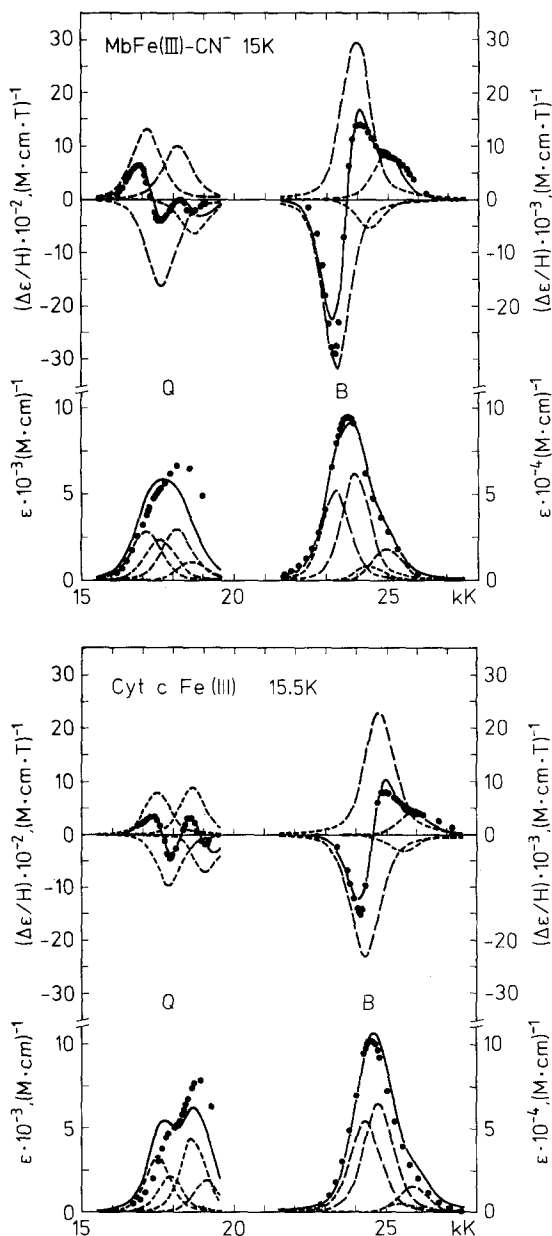 MbFe(III)-CN⁻ 15K
30
20
10
0
-10
-20
-30
30
20
10
0
-10
-20
-30
(Δε/H)·10⁻²,(M·cm·T)⁻¹
(Δε/H)·10⁻³,(M·cm·T)⁻¹
Q B
10
5
0
10
5
0
ε·10⁻³(M·cm)⁻¹
ε·10⁻⁴(M·cm)⁻¹
15 20 25 kK
Cyt c Fe(III) 15.5K
30
20
10
0
-10
-20
-30
30
20
10
0
-10
-20
-30
(Δε/H)·10⁻²,(M·cm·T)⁻¹
(Δε/H)·10⁻³,(M·cm·T)⁻¹
Q B
10
5
0
10
5
0
ε·10⁻³,(M·cm)⁻¹
ε·10⁻⁴,(M·cm)⁻¹
15 20 25 kK